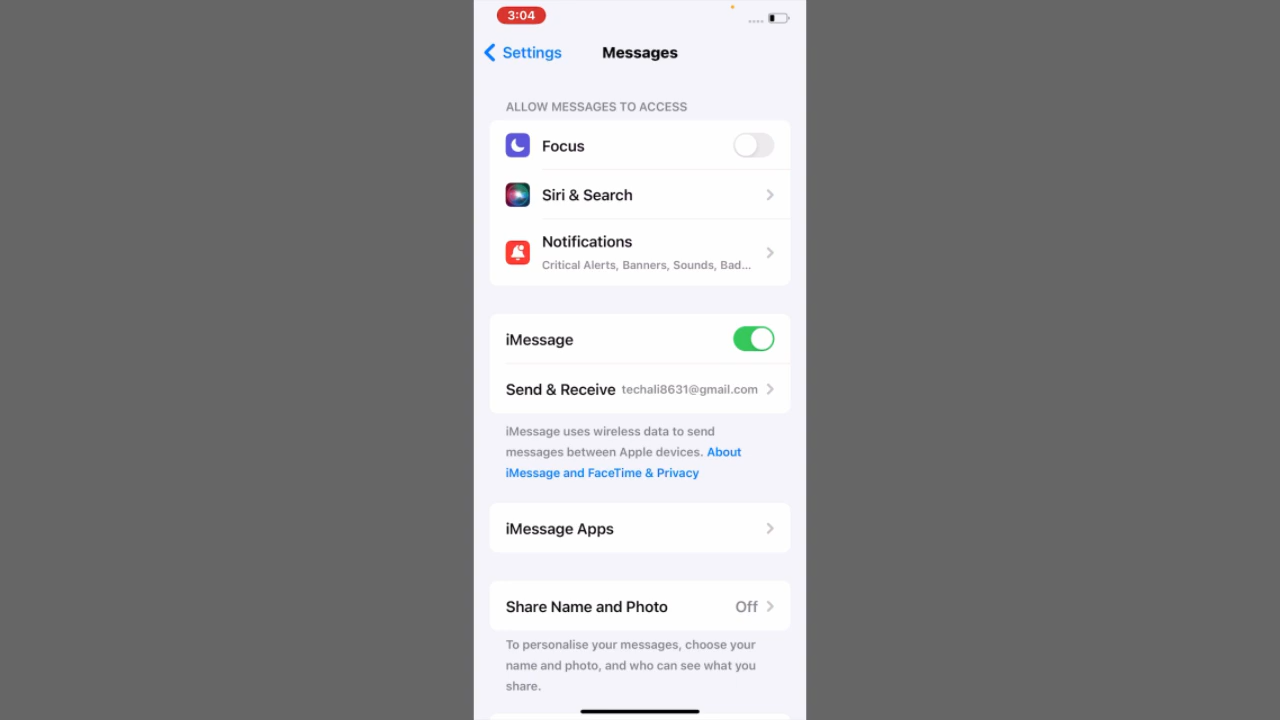 3:04
Settings
Messages
ALLOW MESSAGES TO ACCESS
Focus
Siri & Search
Notifications
Critical Alerts, Banners, Sounds, Bad...
iMessage
Send & Receive techali8631@gmail.com
iMessage uses wireless data to send
messages between Apple devices. About
iMessage and FaceTime & Privacy
iMessage Apps
Share Name and Photo Off
To personalise your messages, choose your
name and photo, and who can see what you
share.